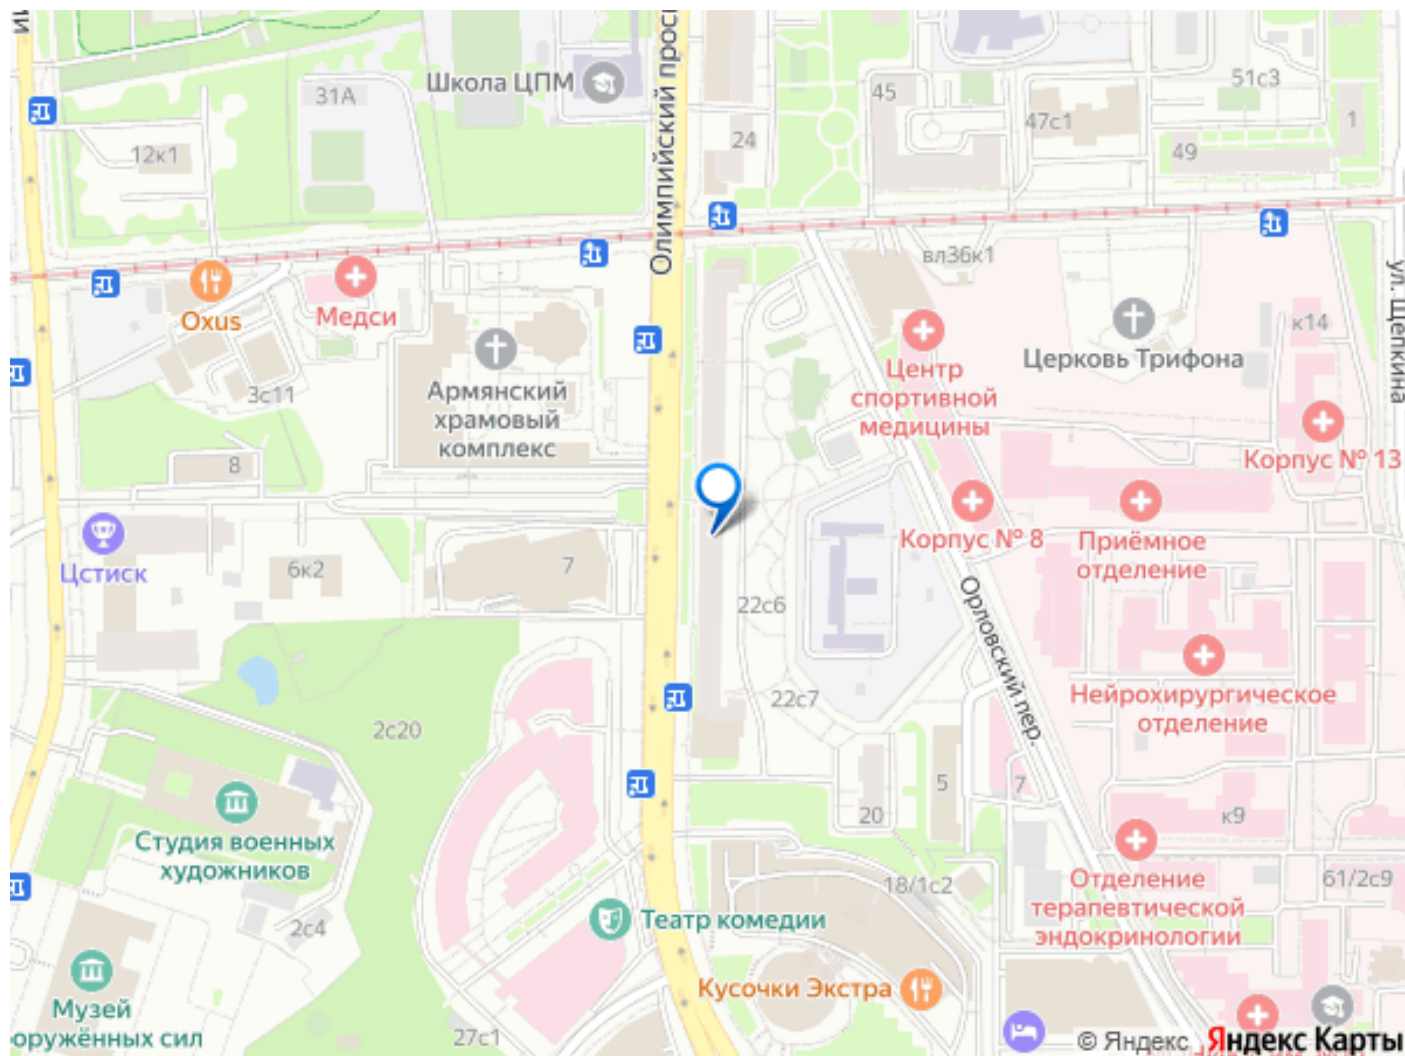 Школа ЦПМ
31А
12к1
Олимпийский прос
24
45
47с1
51с3
49
1
вл36к1
Oxus
Медси
3с11
Армянский
храмовый
комплекс
8
Центр
спортивной
медицины
Церковь Трифона
к14
ул. Щепкина
Корпус № 13
Корпус № 8
Приёмное
отделение
Цстиск
6к2
7
22с6
Орловский пер.
Нейрохирургическое
отделение
22с7
2с20
5
7
20
к9
Студия военных
художников
18/1с2
Отделение
терапевтической
эндокринологии
61/2с9
2с4
Театр комедии
Кусочки Экстра
Музей
оружённых сил
27с1
© Яндекс Яндекс Карты